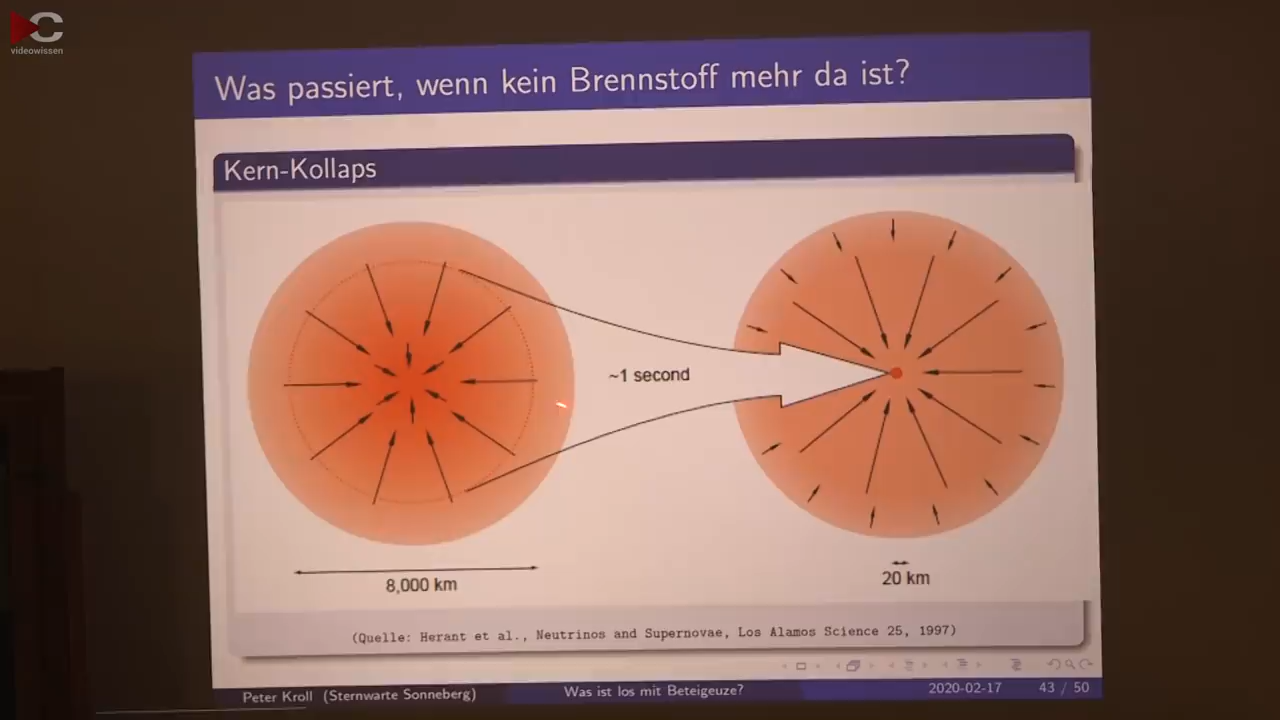 videowissen
Was passiert, wenn kein Brennstoff mehr da ist?
Kern-Kollaps
~1 second
8,000 km
20 km
(Quelle: Herant et al., Neutrinos and Supernovae, Los Alamos Science 25, 1997)
Peter Kroll (Sternwarte Sonneberg) Was ist los mit Beteigeuze? 2020-02-17 43 / 50